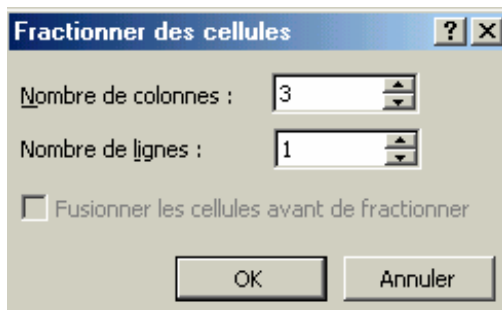 Fractionner des cellules
Nombre de colonnes : 3
Nombre de lignes : 1
Fusionner les cellules avant de fractionner
OK Annuler